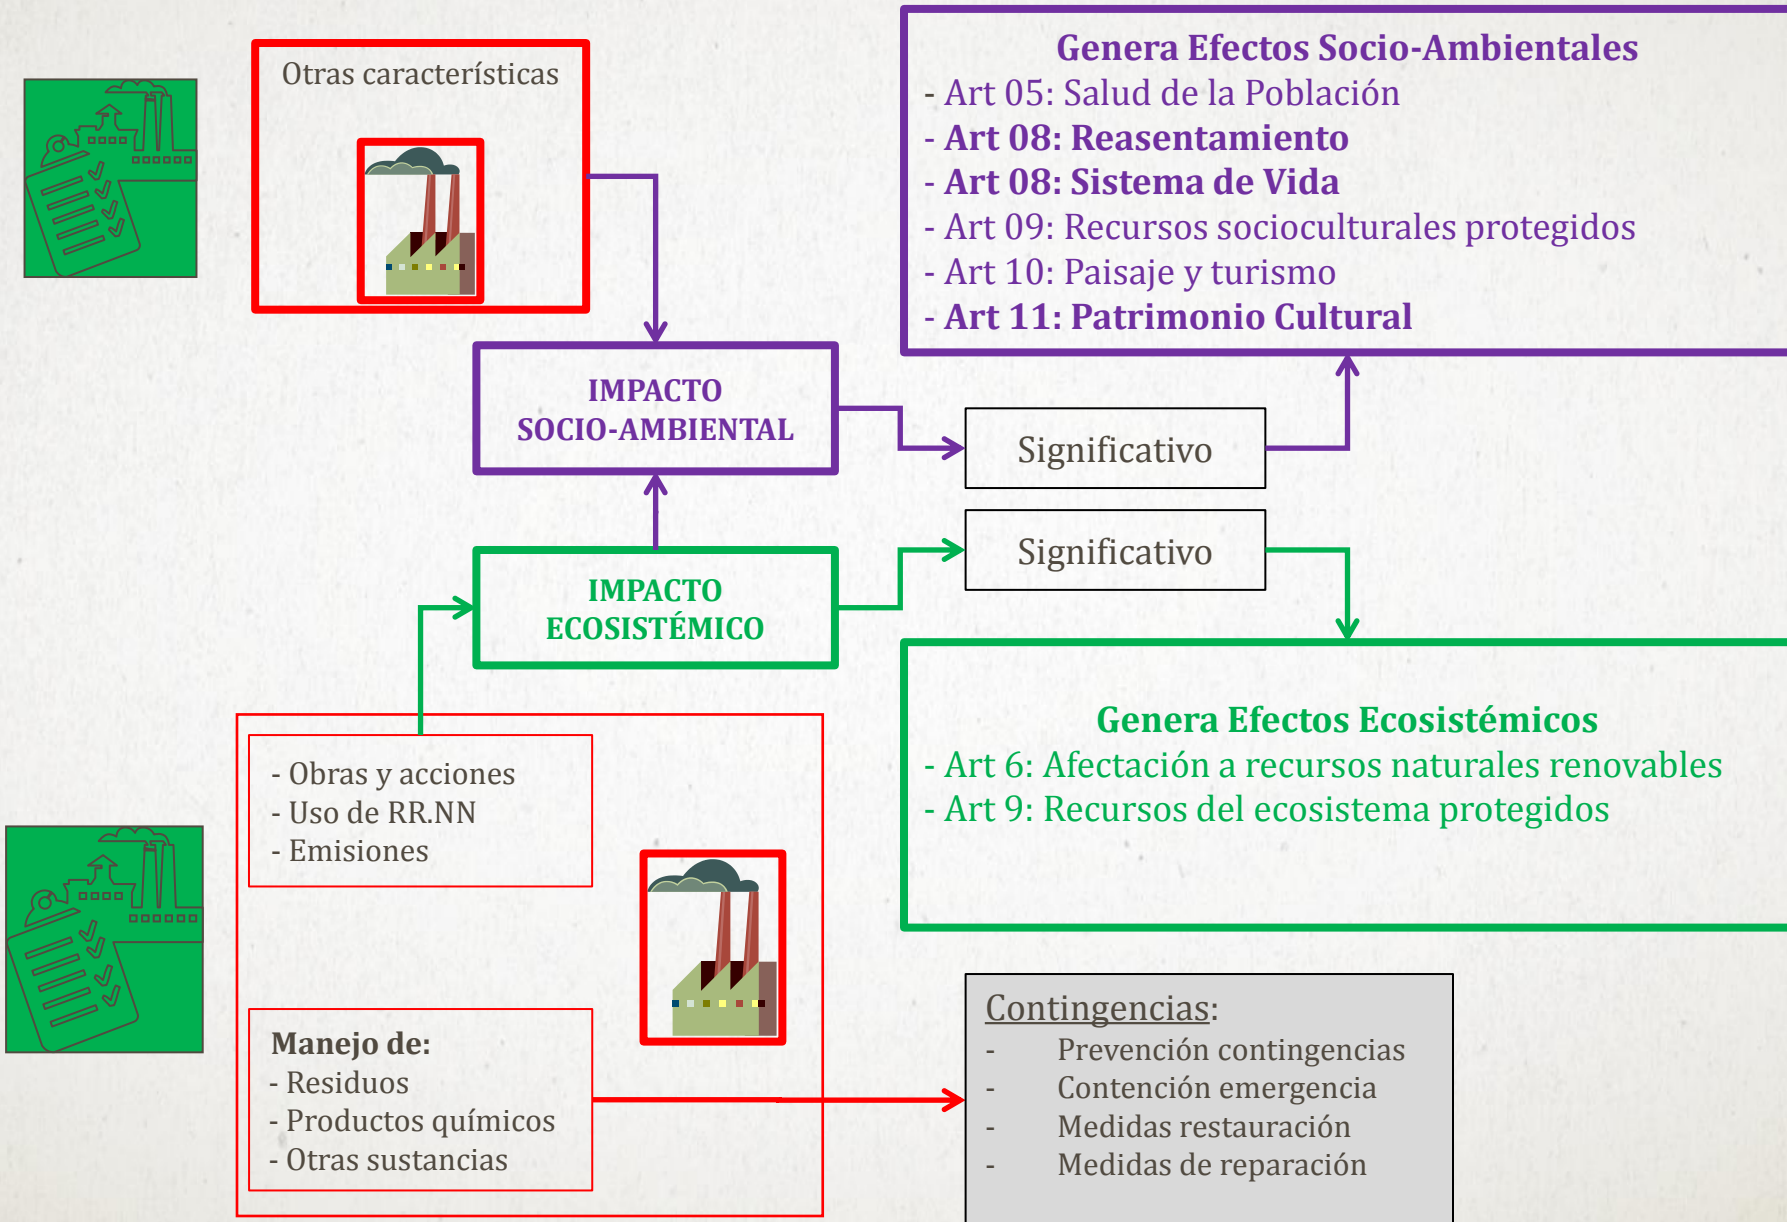 Otras características
Genera Efectos Socio-Ambientales
- Art 05: Salud de la Población
- Art 08: Reasentamiento
- Art 08: Sistema de Vida
- Art 09: Recursos socioculturales protegidos
- Art 10: Paisaje y turismo
- Art 11: Patrimonio Cultural
IMPACTO
SOCIO-AMBIENTAL
Significativo
Significativo
IMPACTO
ECOSISTÉMICO
Genera Efectos Ecosistémicos
- Art 6: Afectación a recursos naturales renovables
- Art 9: Recursos del ecosistema protegidos
- Obras y acciones
- Uso de RR.NN
- Emisiones
Manejo de:
- Residuos
- Productos químicos
- Otras sustancias
Contingencias:
- Prevención contingencias
- Contención emergencia
- Medidas restauración
- Medidas de reparación